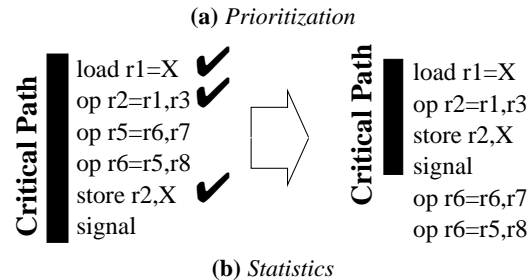 (a) Prioritization
Critical Path
load r1=X
op r2=r1,r3
op r5=r6,r7
op r6=r5,r8
store r2,X
signal
Critical Path
load r1=X
op r2=r1,r3
store r2,X
signal
op r6=r6,r7
op r6=r5,r8
(b) Statistics